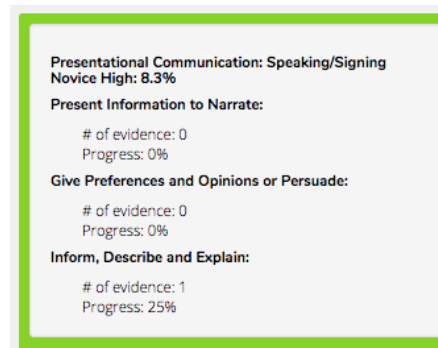 Presentational Communication: Speaking/Signing
Novice High: 8.3%
Present Information to Narrate:
# of evidence: 0
Progress: 0%
Give Preferences and Opinions or Persuade:
# of evidence: 0
Progress: 0%
Inform, Describe and Explain:
# of evidence: 1
Progress: 25%